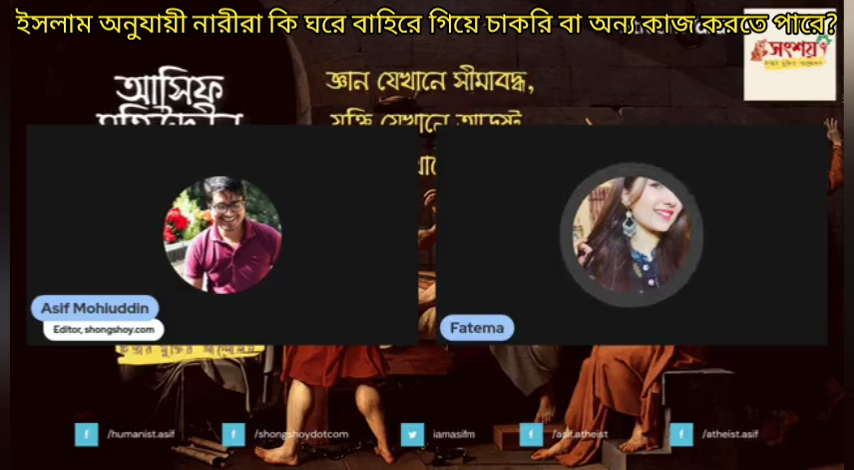 ইসলাম অনুযায়ী নারীরা কি ঘরে বাহিরে গিয়ে চাকরি বা অন্য কাজ করতে পারে?
সংশয়
আসিফ
জ্ঞান যেখানে সীমাবদ্ধ,
যুক্তি যেখানে আড়ষ্ট
Asif Mohiuddin
Editor, shongshoy.com
Fatema
/humanist.asif
/shongshoydotcom
iamasifm
/asif.atheist
/atheist.asif